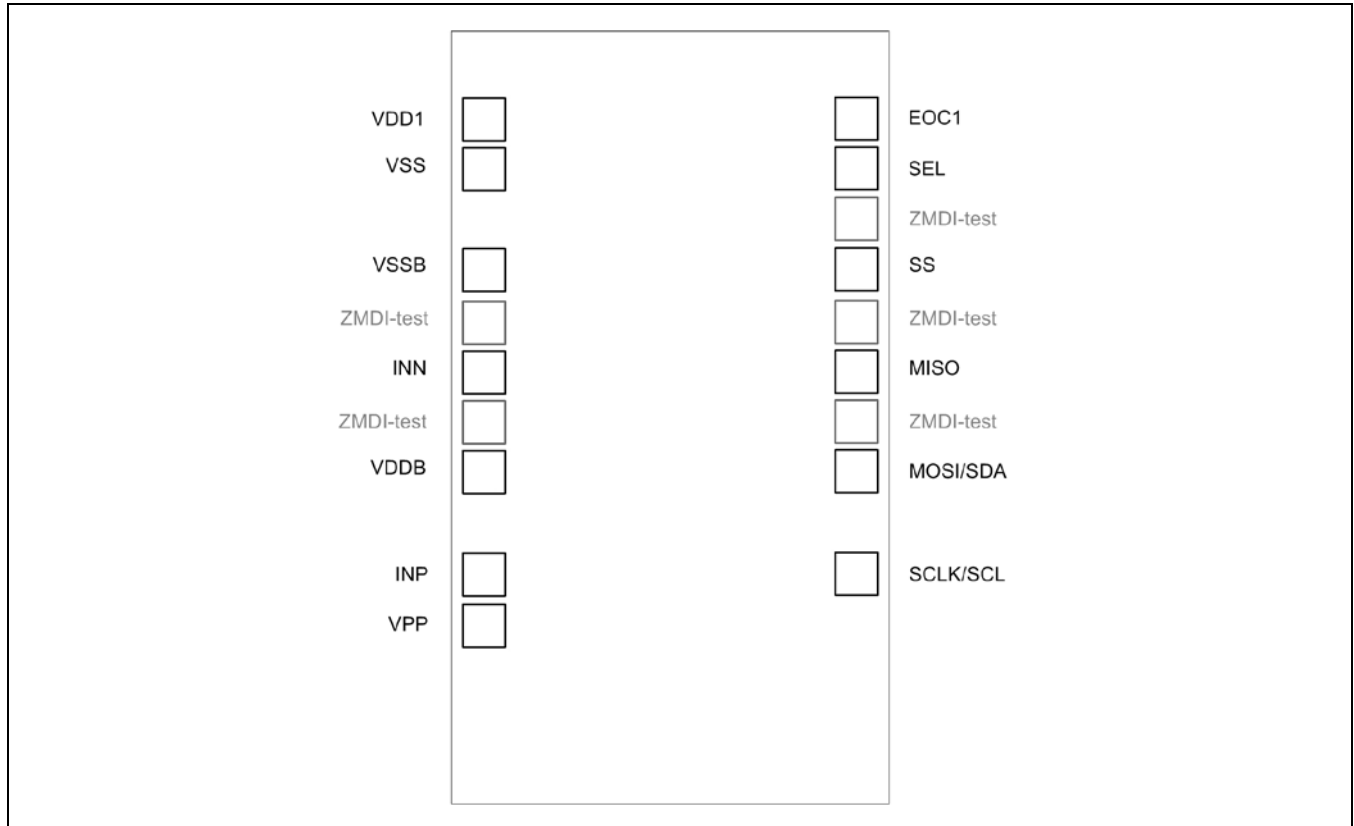 VDD1
VSS
VSSB
ZMDI-test
INN
ZMDI-test
VDDB
INP
VPP
EOC1
SEL
ZMDI-test
SS
ZMDI-test
MISO
ZMDI-test
MOSI/SDA
SCLK/SCL